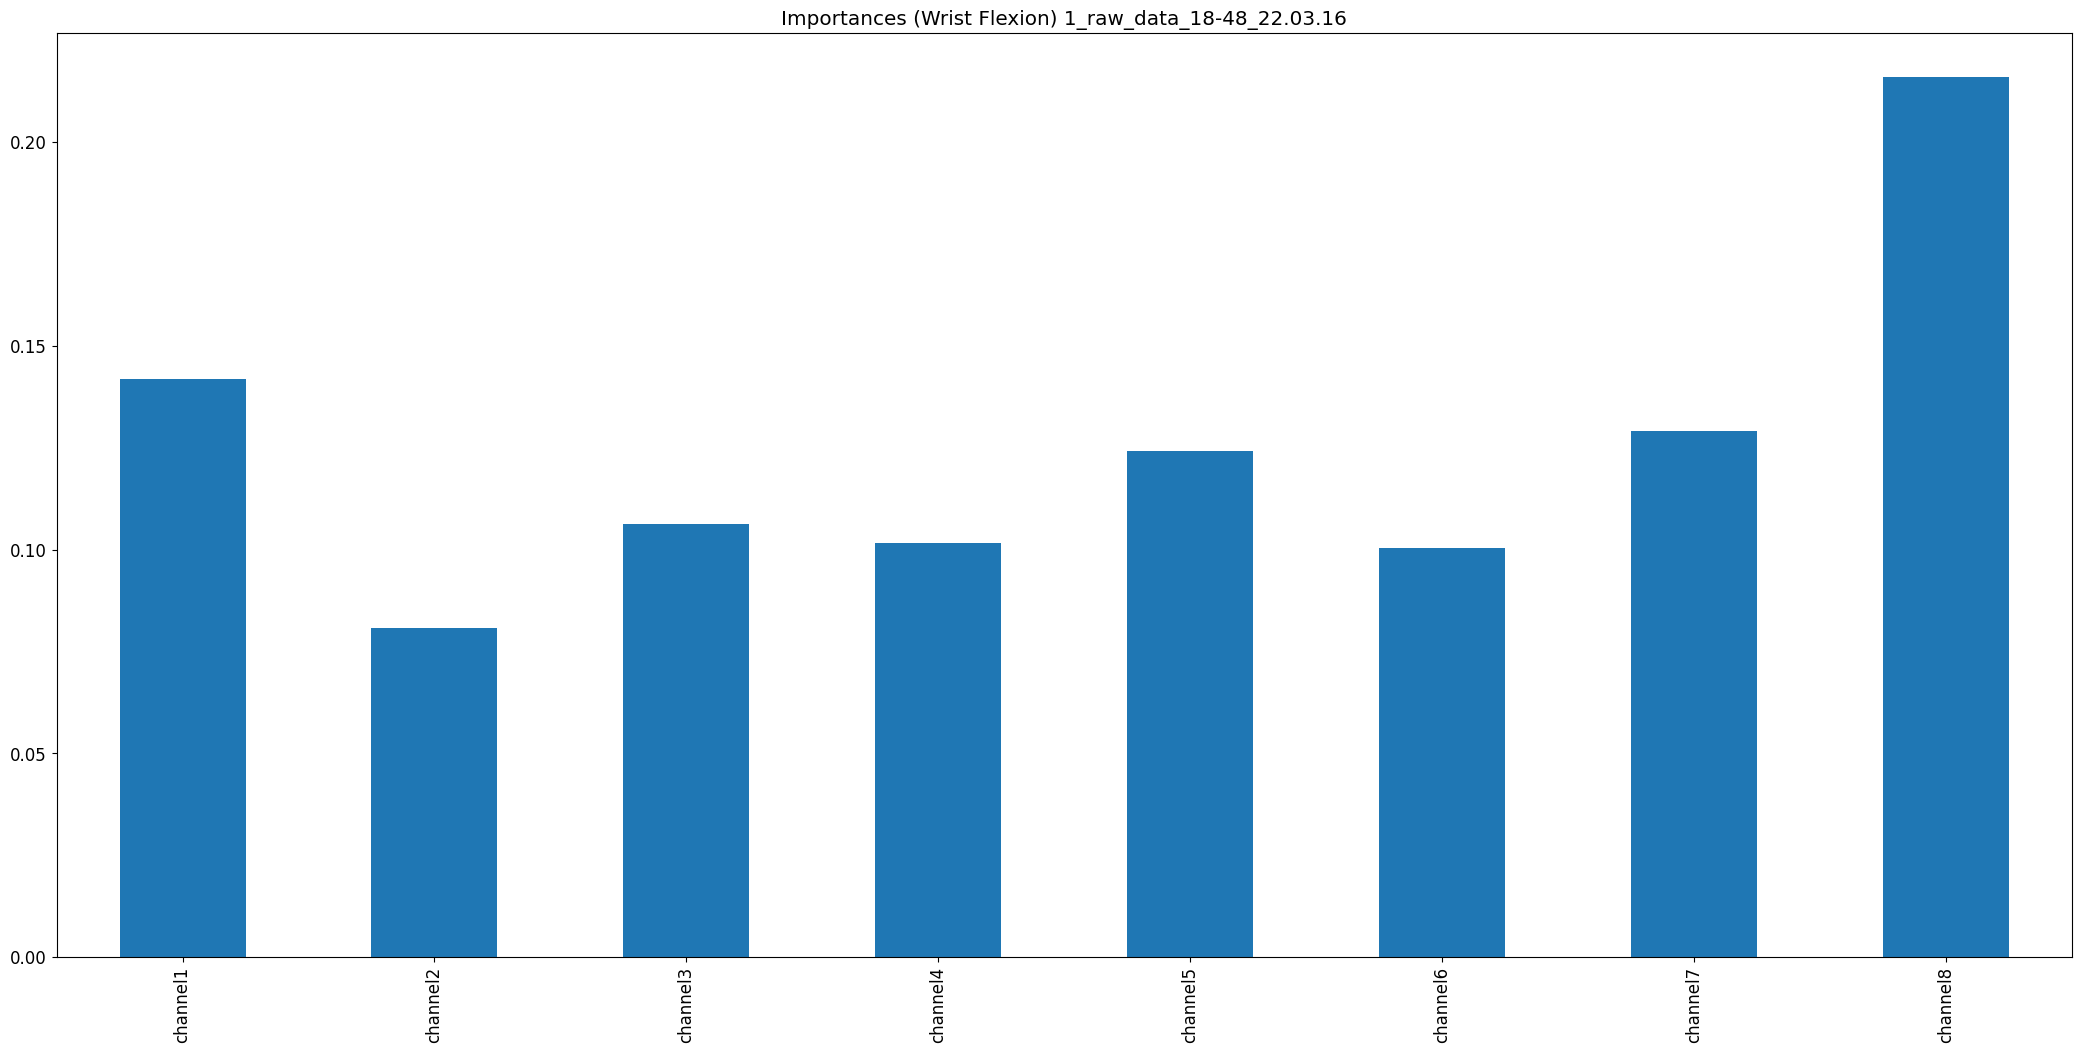 Importances (Wrist Flexion) 1_raw_data_18-48_22.03.16
0.20
0.15
0.10
0.05
0.00
channel1
channel2
channel3
channel4
channel5
channel6
channel7
channel8